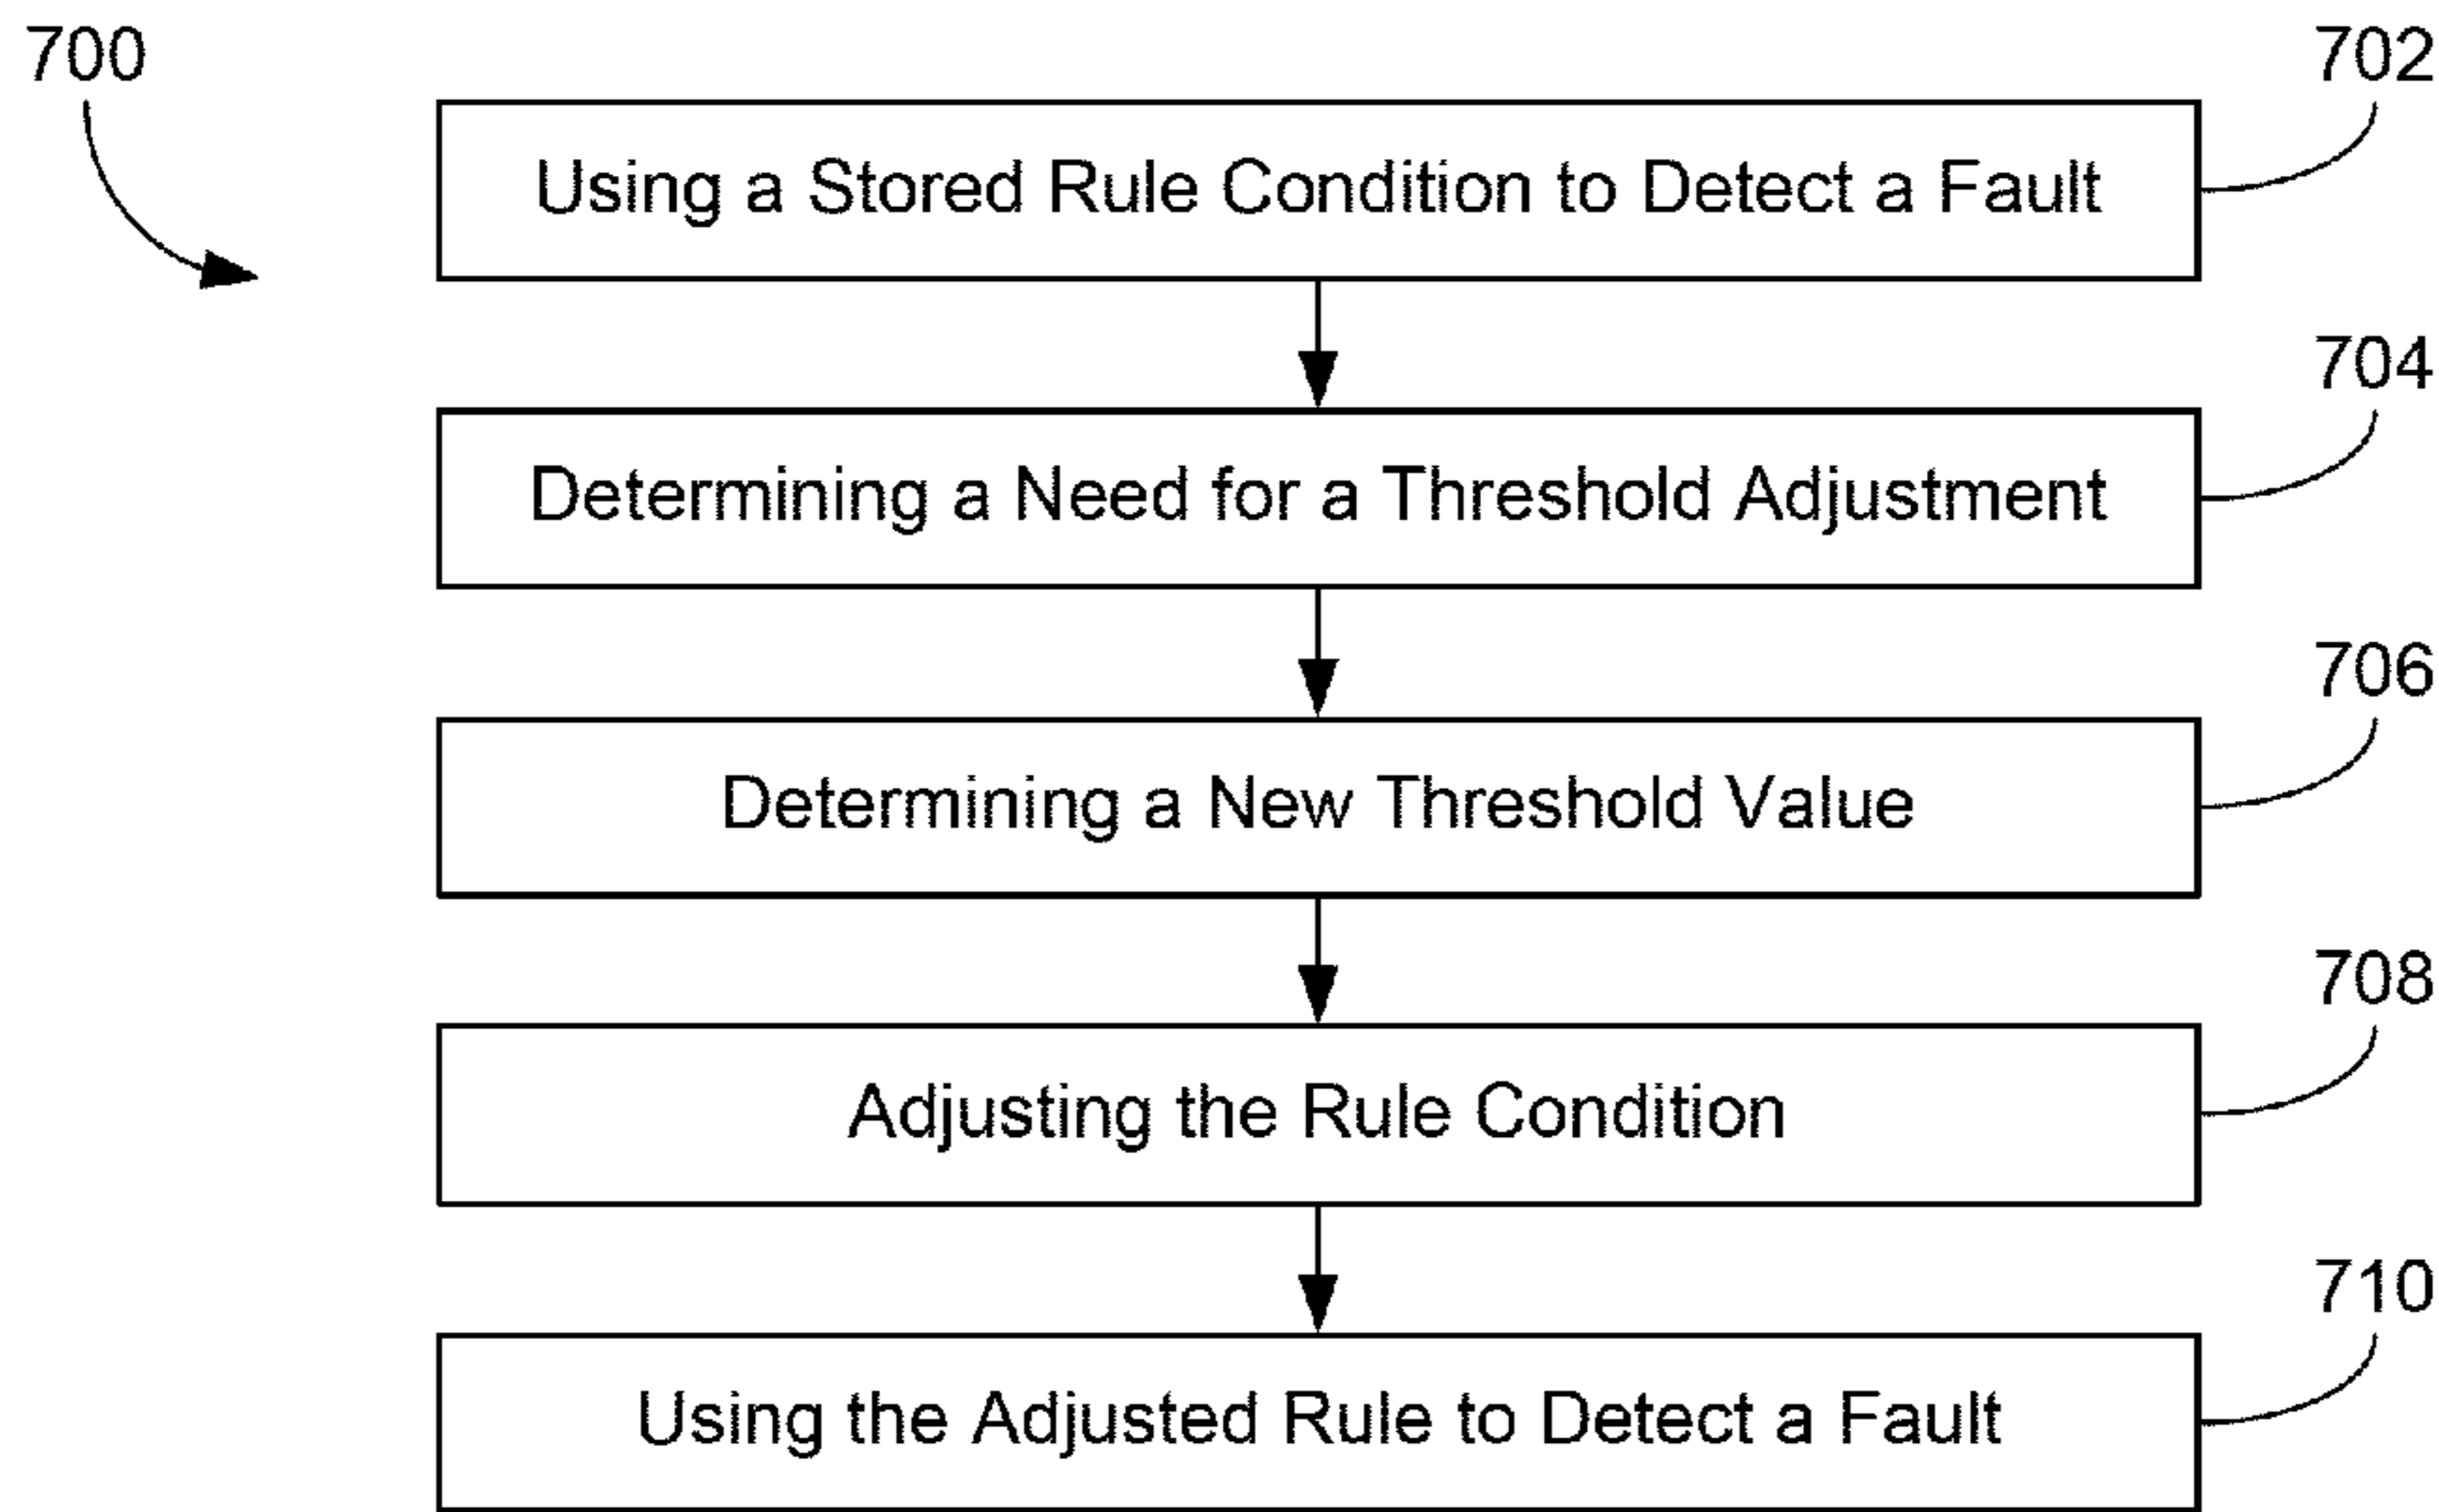 700
702
Using a Stored Rule Condition to Detect a Fault
704
Determining a Need for a Threshold Adjustment
706
Determining a New Threshold Value
708
Adjusting the Rule Condition
710
Using the Adjusted Rule to Detect a Fault